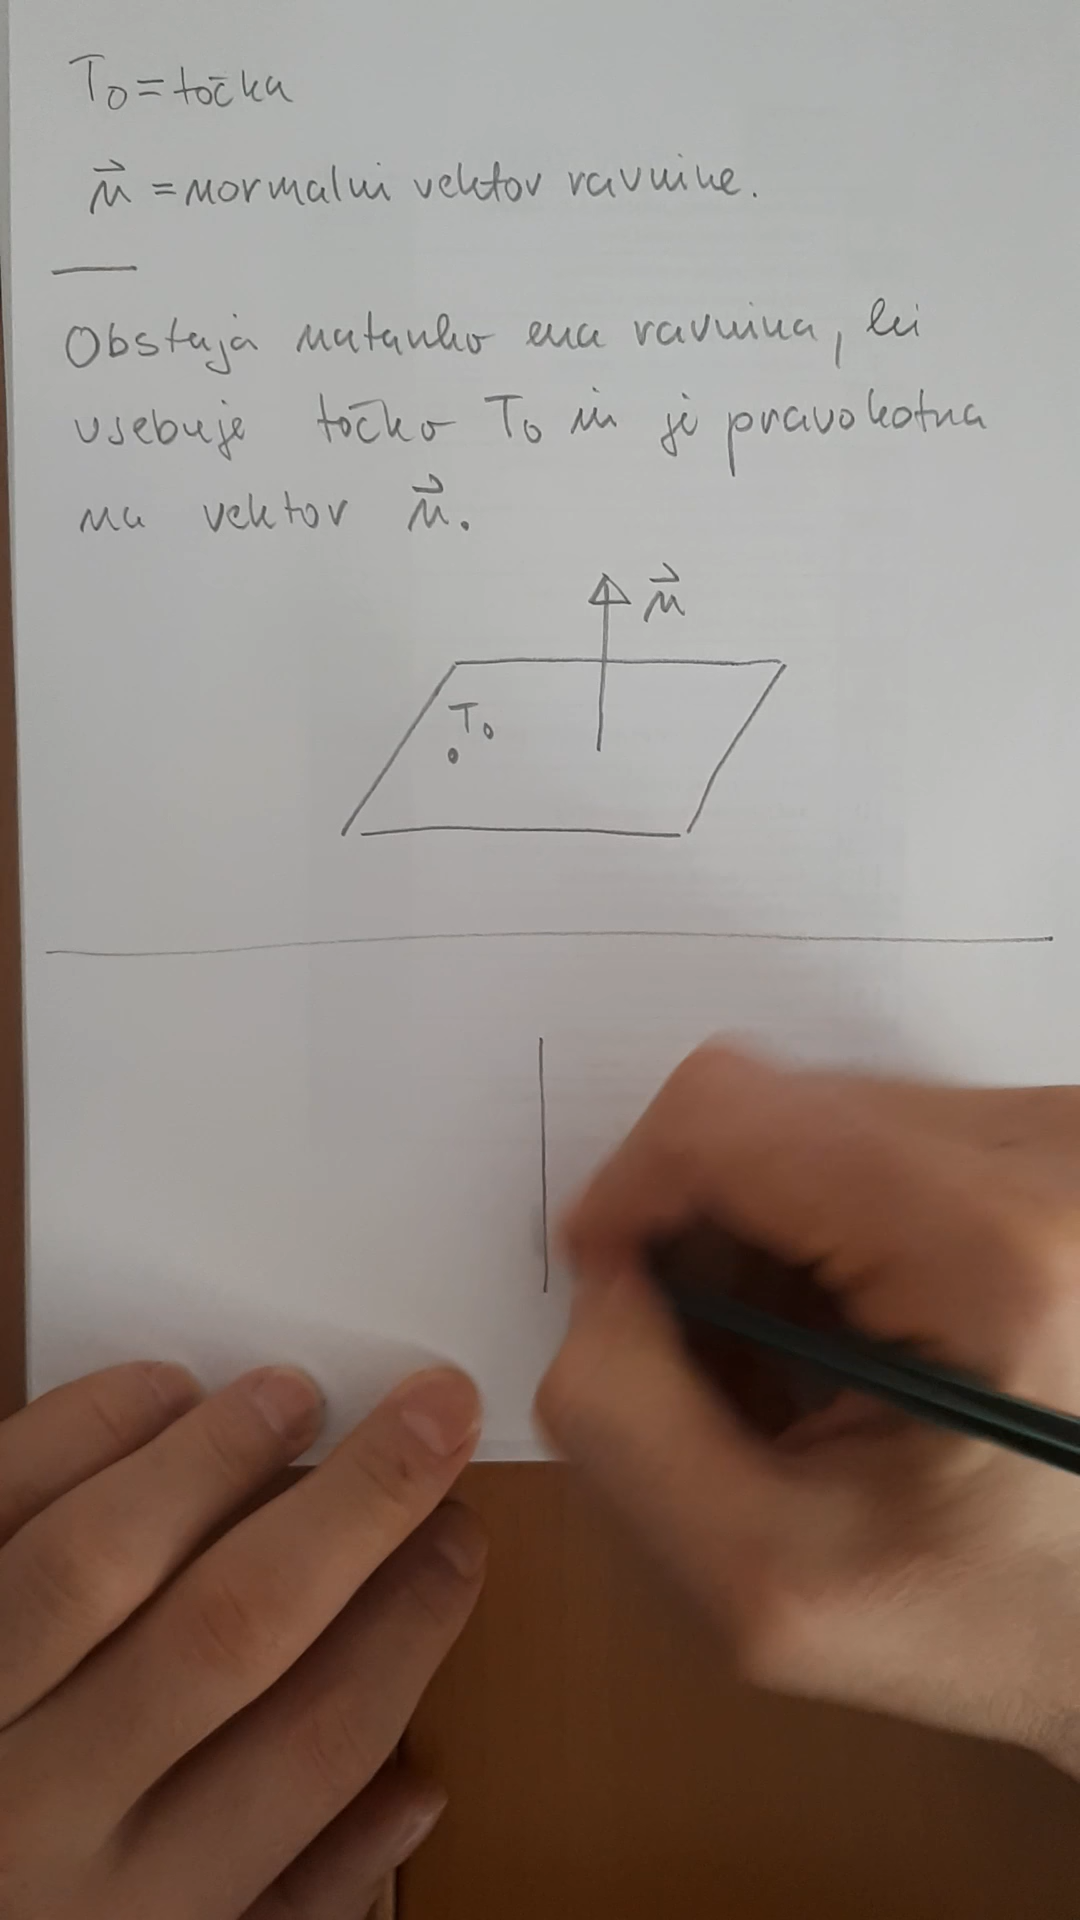 T₀ = točka
n⃗ = normalni vektor ravnine.
Obstaja natanko ena ravnina, ki
vsebuje točko T₀ in je pravokotna
na vektor n⃗.
n⃗
T₀